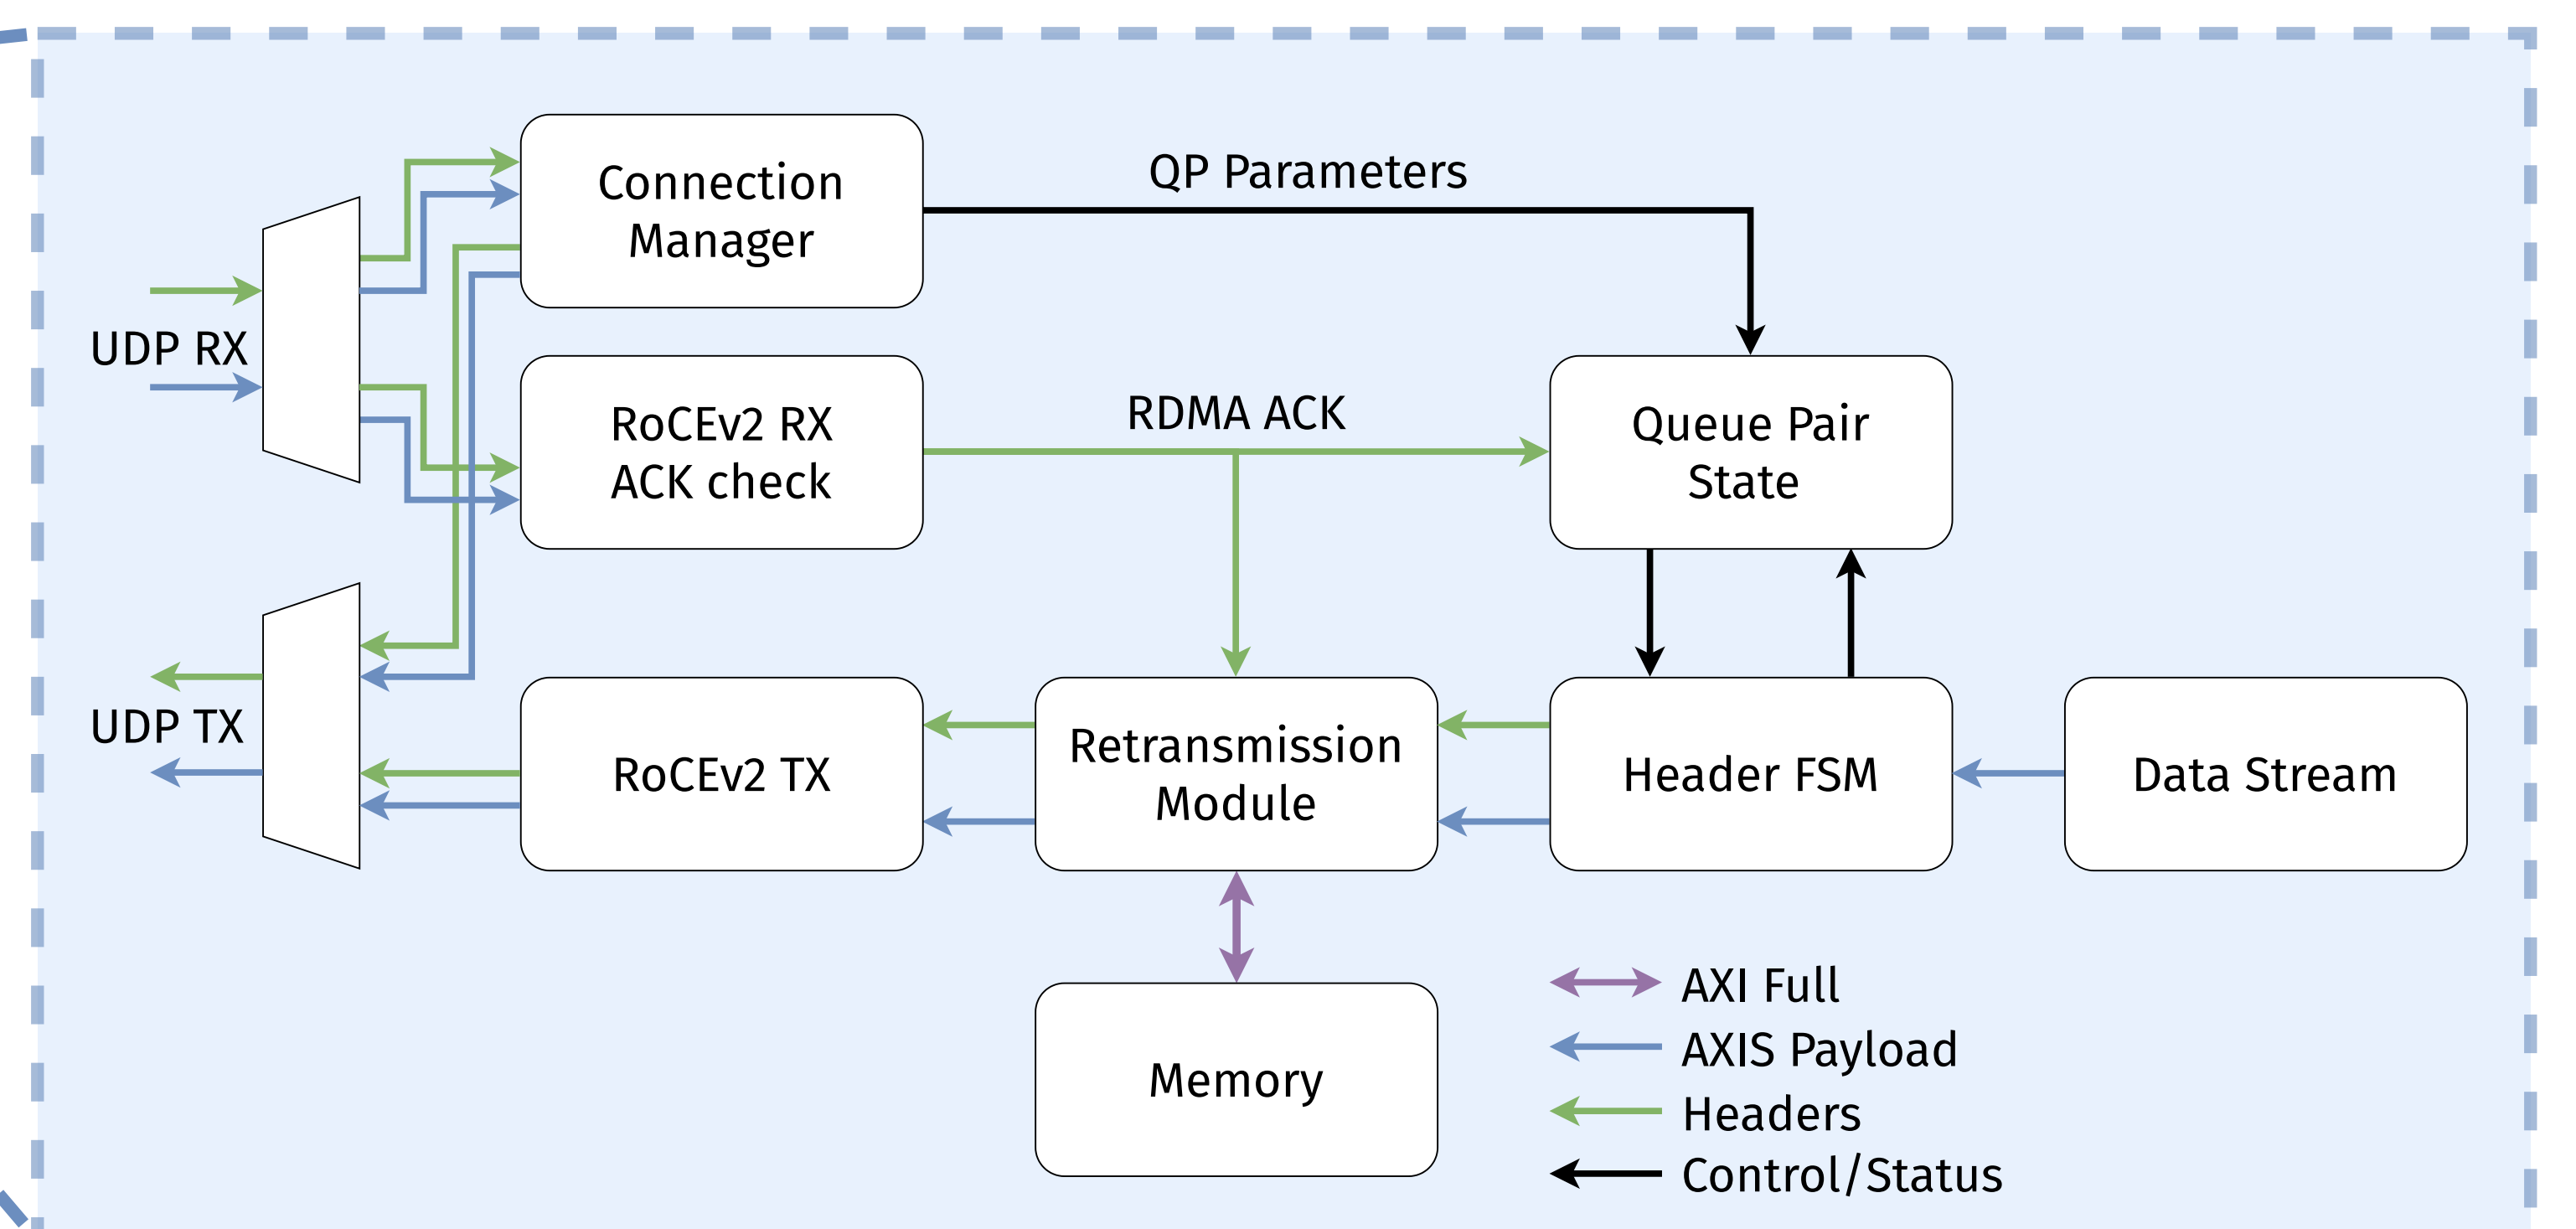 Connection
Manager
QP Parameters
UDP RX
RoCEv2 RX
ACK check
RDMA ACK
Queue Pair
State
UDP TX
RoCEv2 TX
Retransmission
Module
Header FSM
Data Stream
Memory
AXI Full
AXIS Payload
Headers
Control/Status